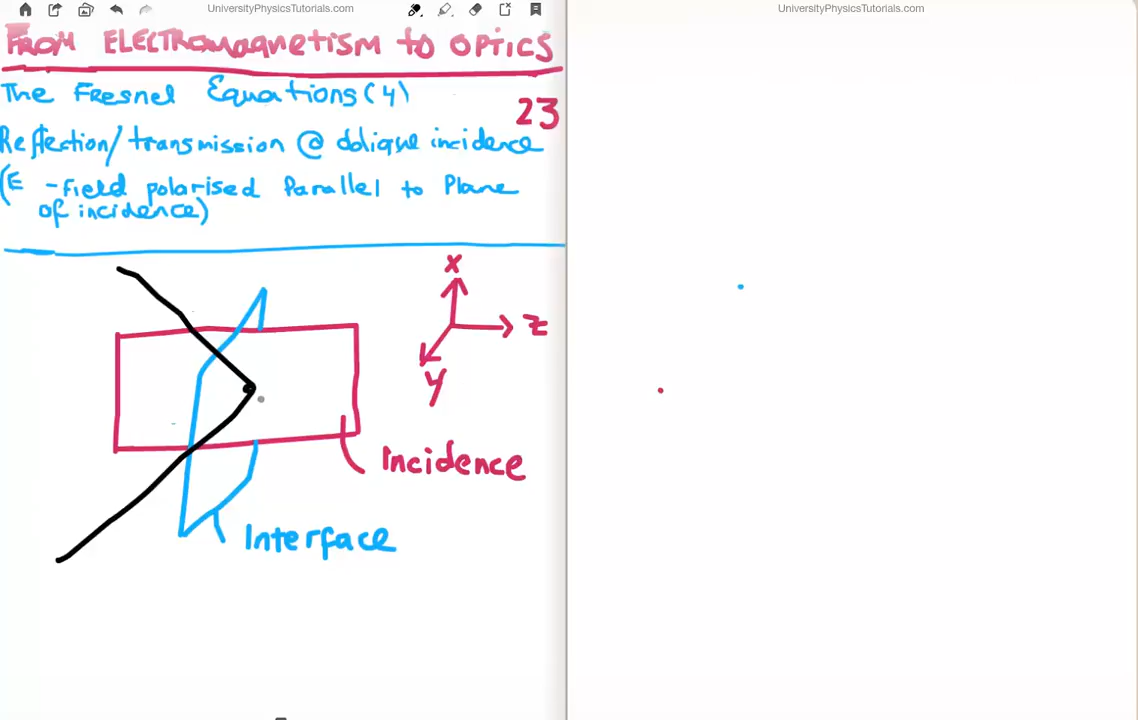 UniversityPhysicsTutorials.com
UniversityPhysicsTutorials.com
FROM ELECTROMAGNETISM to OPTICS
The Fresnel Equations (4)
23
Reflection/transmission @ oblique incidence
(E -field polarised Parallel to Plane
of incidence)
x
z
y
Incidence
Interface